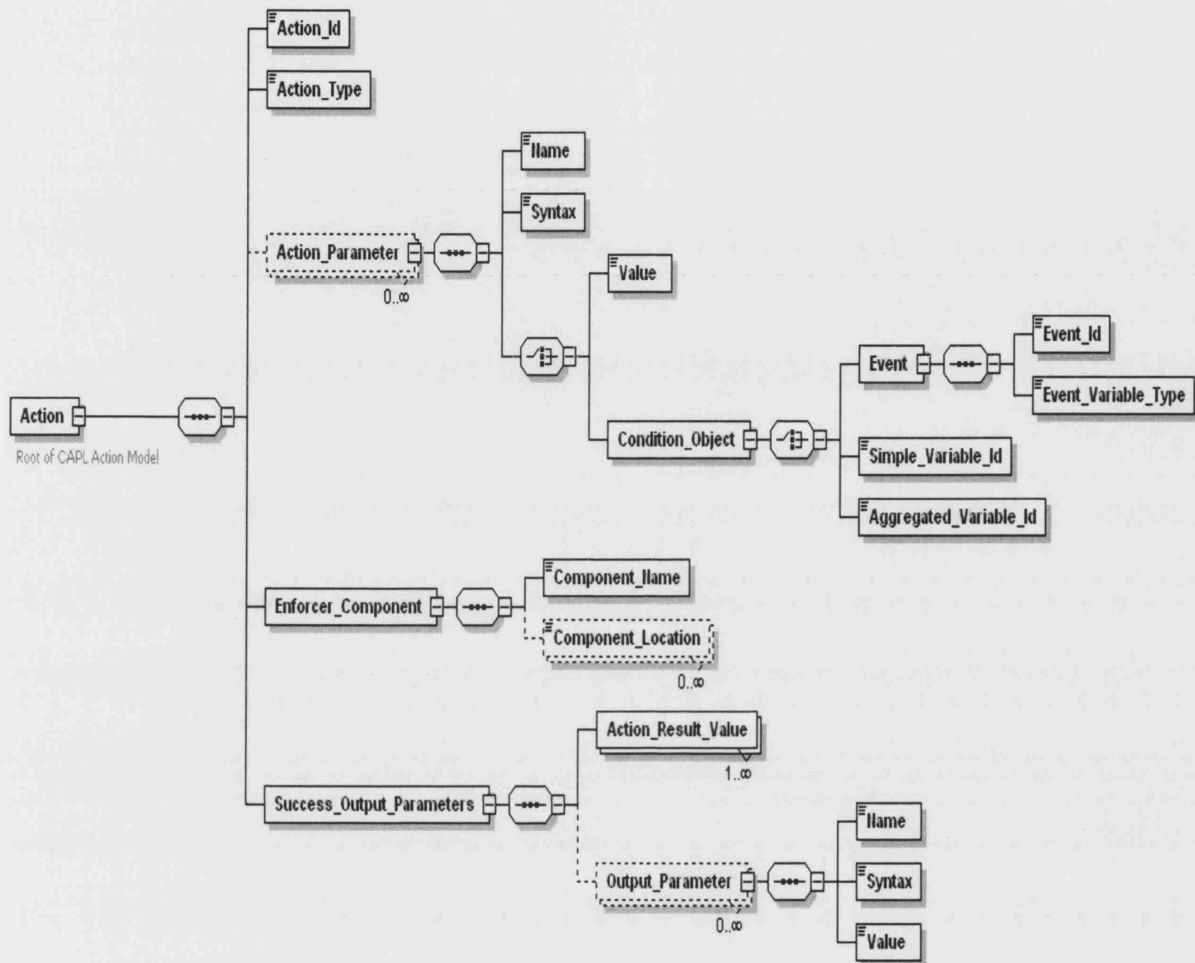 Action_Id
Action_Type
Name
Syntax
Action_Parameter
0..∞
Value
Event_Id
Event
Event_Variable_Type
Action
Condition_Object
Simple_Variable_Id
Root of CAPL Action Model
Aggregated_Variable_Id
Component_Name
Enforcer_Component
Component_Location
0..∞
Action_Result_Value
1..∞
Success_Output_Parameters
Name
Output_Parameter
Syntax
0..∞
Value